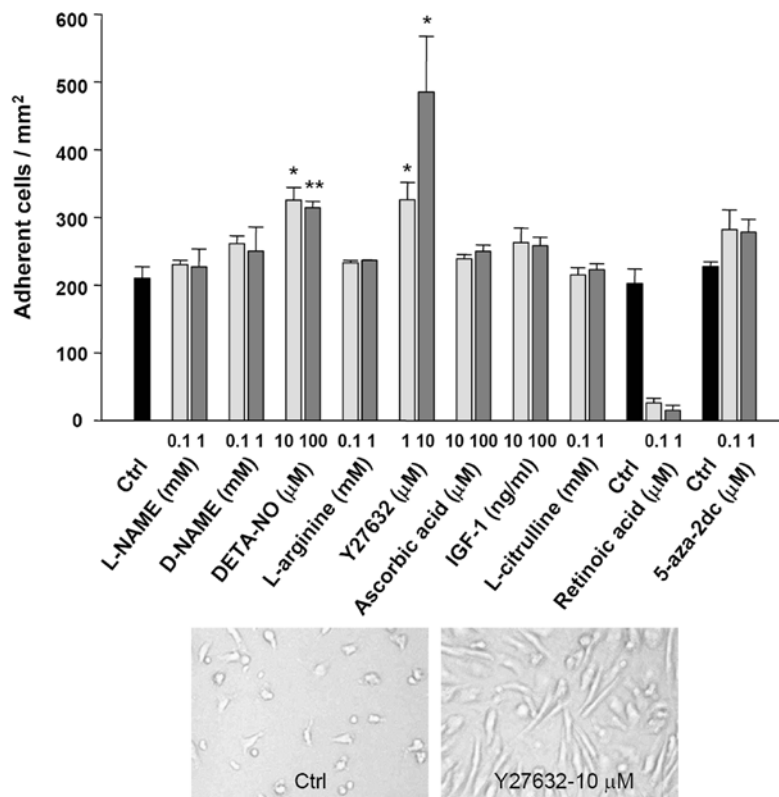 Adherent cells / mm²
600
500
400
300
200
100
0
* ** * *
0.1 1 0.1 1 10 100 0.1 1 1 10 10 100 10 100 0.1 1 0.1 1 0.1 1
Ctrl
L-NAME (mM)
D-NAME (mM)
DETA-NO (μM)
L-arginine (mM)
Y27632 (μM)
Ascorbic acid (μM)
IGF-1 (ng/ml)
L-citrulline (mM)
Ctrl
Retinoic acid (μM)
Ctrl
5-aza-2dc (μM)
Ctrl
Y27632-10 μM